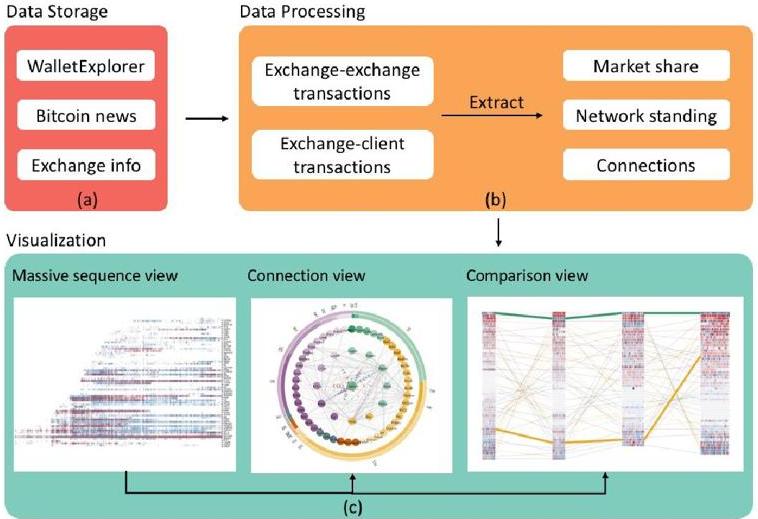 Data Storage
Data Processing
WalletExplorer
Bitcoin news
Exchange info
(a)
Exchange-exchange
transactions
Exchange-client
transactions
Extract
Market share
Network standing
Connections
(b)
Visualization
Massive sequence view
Connection view
Comparison view
(c)